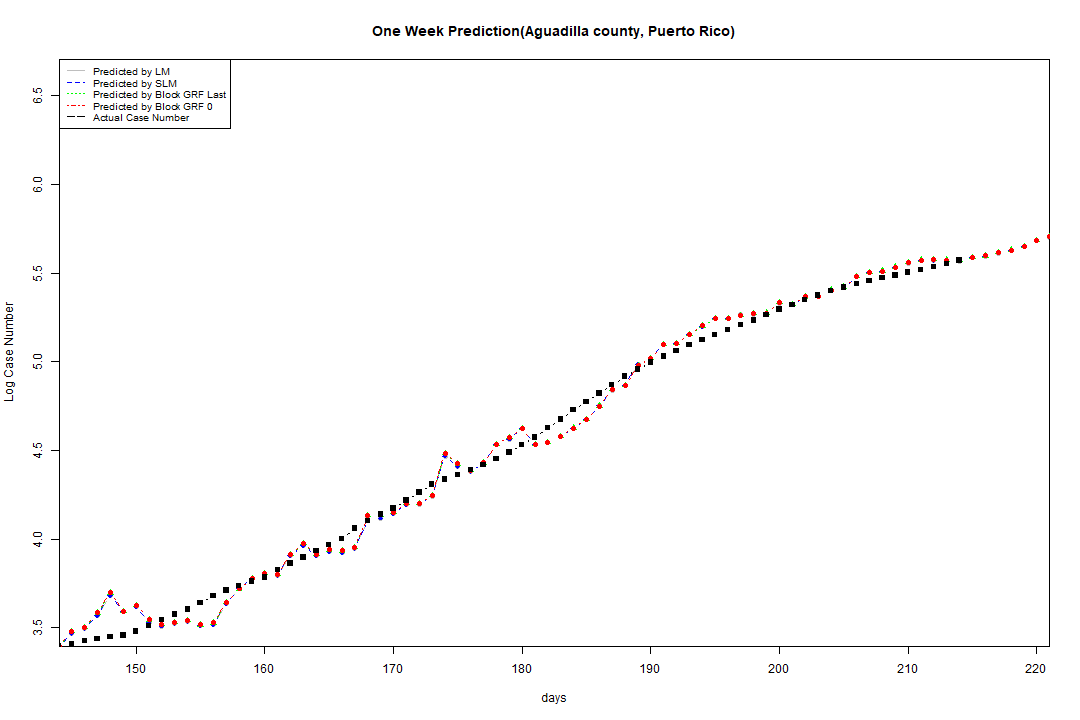 One Week Prediction(Aguadilla county, Puerto Rico)
Predicted by LM
Predicted by SLM
Predicted by Block GRF Last
Predicted by Block GRF 0
Actual Case Number
6.5
6.0
5.5
5.0
4.5
4.0
3.5
Log Case Number
150 160 170 180 190 200 210 220
days